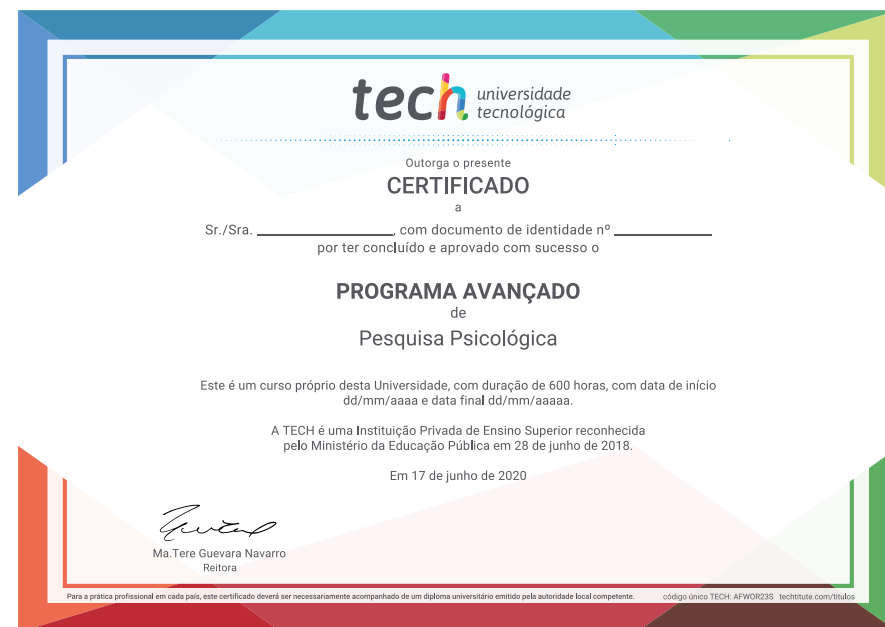 tech universidade
tecnológica
Outorga o presente
CERTIFICADO
a
Sr./Sra. , com documento de identidade nº
por ter concluído e aprovado com sucesso o
PROGRAMA AVANÇADO
de
Pesquisa Psicológica
Este é um curso próprio desta Universidade, com duração de 600 horas, com data de início
dd/mm/aaaa e data final dd/mm/aaaaa.
A TECH é uma Instituição Privada de Ensino Superior reconhecida
pelo Ministério da Educação Pública em 28 de junho de 2018.
Em 17 de junho de 2020
Ma.Tere Guevara Navarro
Reitora
Para a prática profissional em cada país, este certificado deverá ser necessariamente acompanhado de um diploma universitário emitido pela autoridade local competente. código único TECH: AFWOR23S techtitute.com/titulos